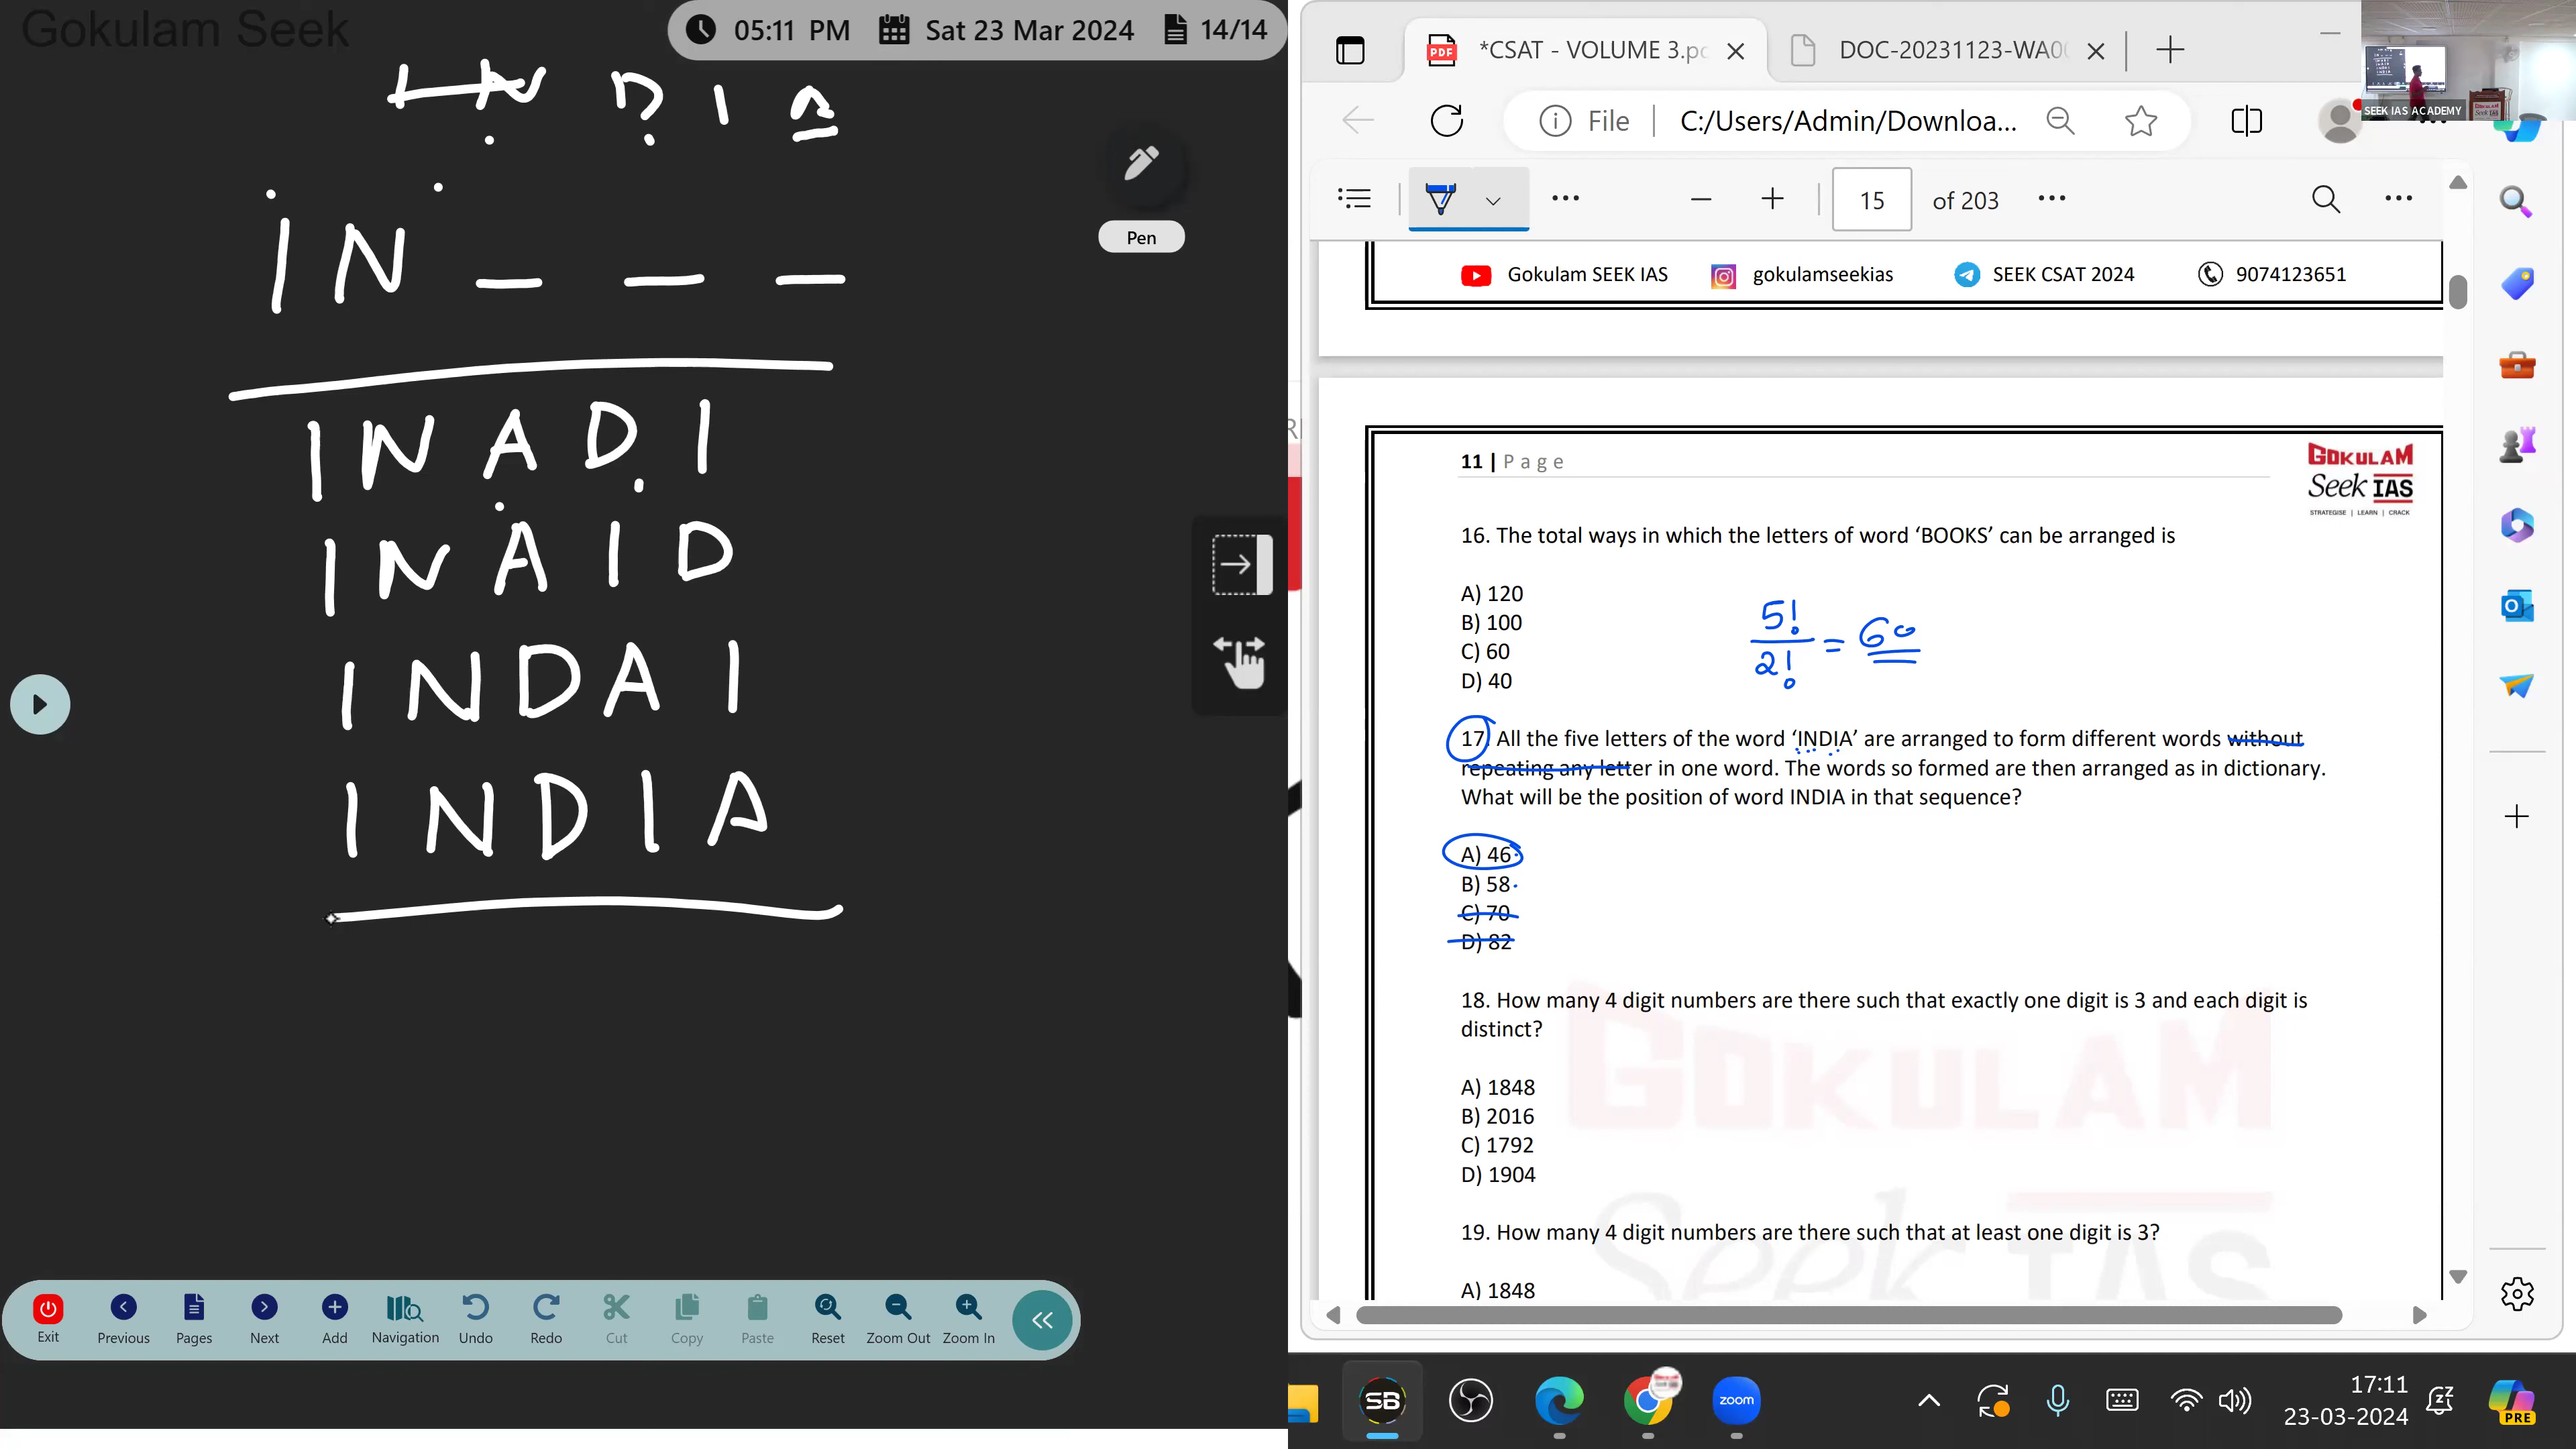 Gokulam Seek
05:11 PM Sat 23 Mar 2024 14/14
I N D I A
I N _ _ _
I N A D I
I N A I D
I N D A I
I N D I A
Pen
Exit Previous Pages Next Add Navigation Undo Redo Cut Copy Paste Reset Zoom Out Zoom In
*CSAT - VOLUME 3.p
DOC-20231123-WA0
SEEK IAS ACADEMY
File C:/Users/Admin/Downloa...
15 of 203
Gokulam SEEK IAS gokulamseekias SEEK CSAT 2024 9074123651
11 | Page
GOKULAM
Seek IAS
STRATEGISE | LEARN | CRACK
16. The total ways in which the letters of word ‘BOOKS’ can be arranged is
A) 120
B) 100
C) 60
D) 40
5!
2!
= 60
17. All the five letters of the word ‘INDIA’ are arranged to form different words without
repeating any letter in one word. The words so formed are then arranged as in dictionary.
What will be the position of word INDIA in that sequence?
A) 46
B) 58
C) 70
D) 82
18. How many 4 digit numbers are there such that exactly one digit is 3 and each digit is
distinct?
A) 1848
B) 2016
C) 1792
D) 1904
19. How many 4 digit numbers are there such that at least one digit is 3?
A) 1848
GOKULAM
Seek IAS
SB
zoom
17:11
23-03-2024
PRE